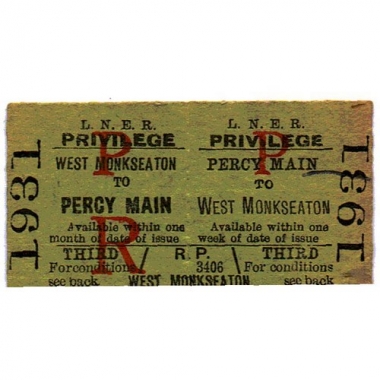 L. N. E. R. L. N. E. R.
PRIVILEGE PRIVILEGE
P P
WEST MONKSEATON PERCY MAIN
TO TO
PERCY MAIN WEST MONKSEATON
Available within one Available within one
month of date of issue week of date of issue
R
THIRD R. P. THIRD
For conditions 3406 For conditions
see back WEST MONKSEATON see back
1931
1931